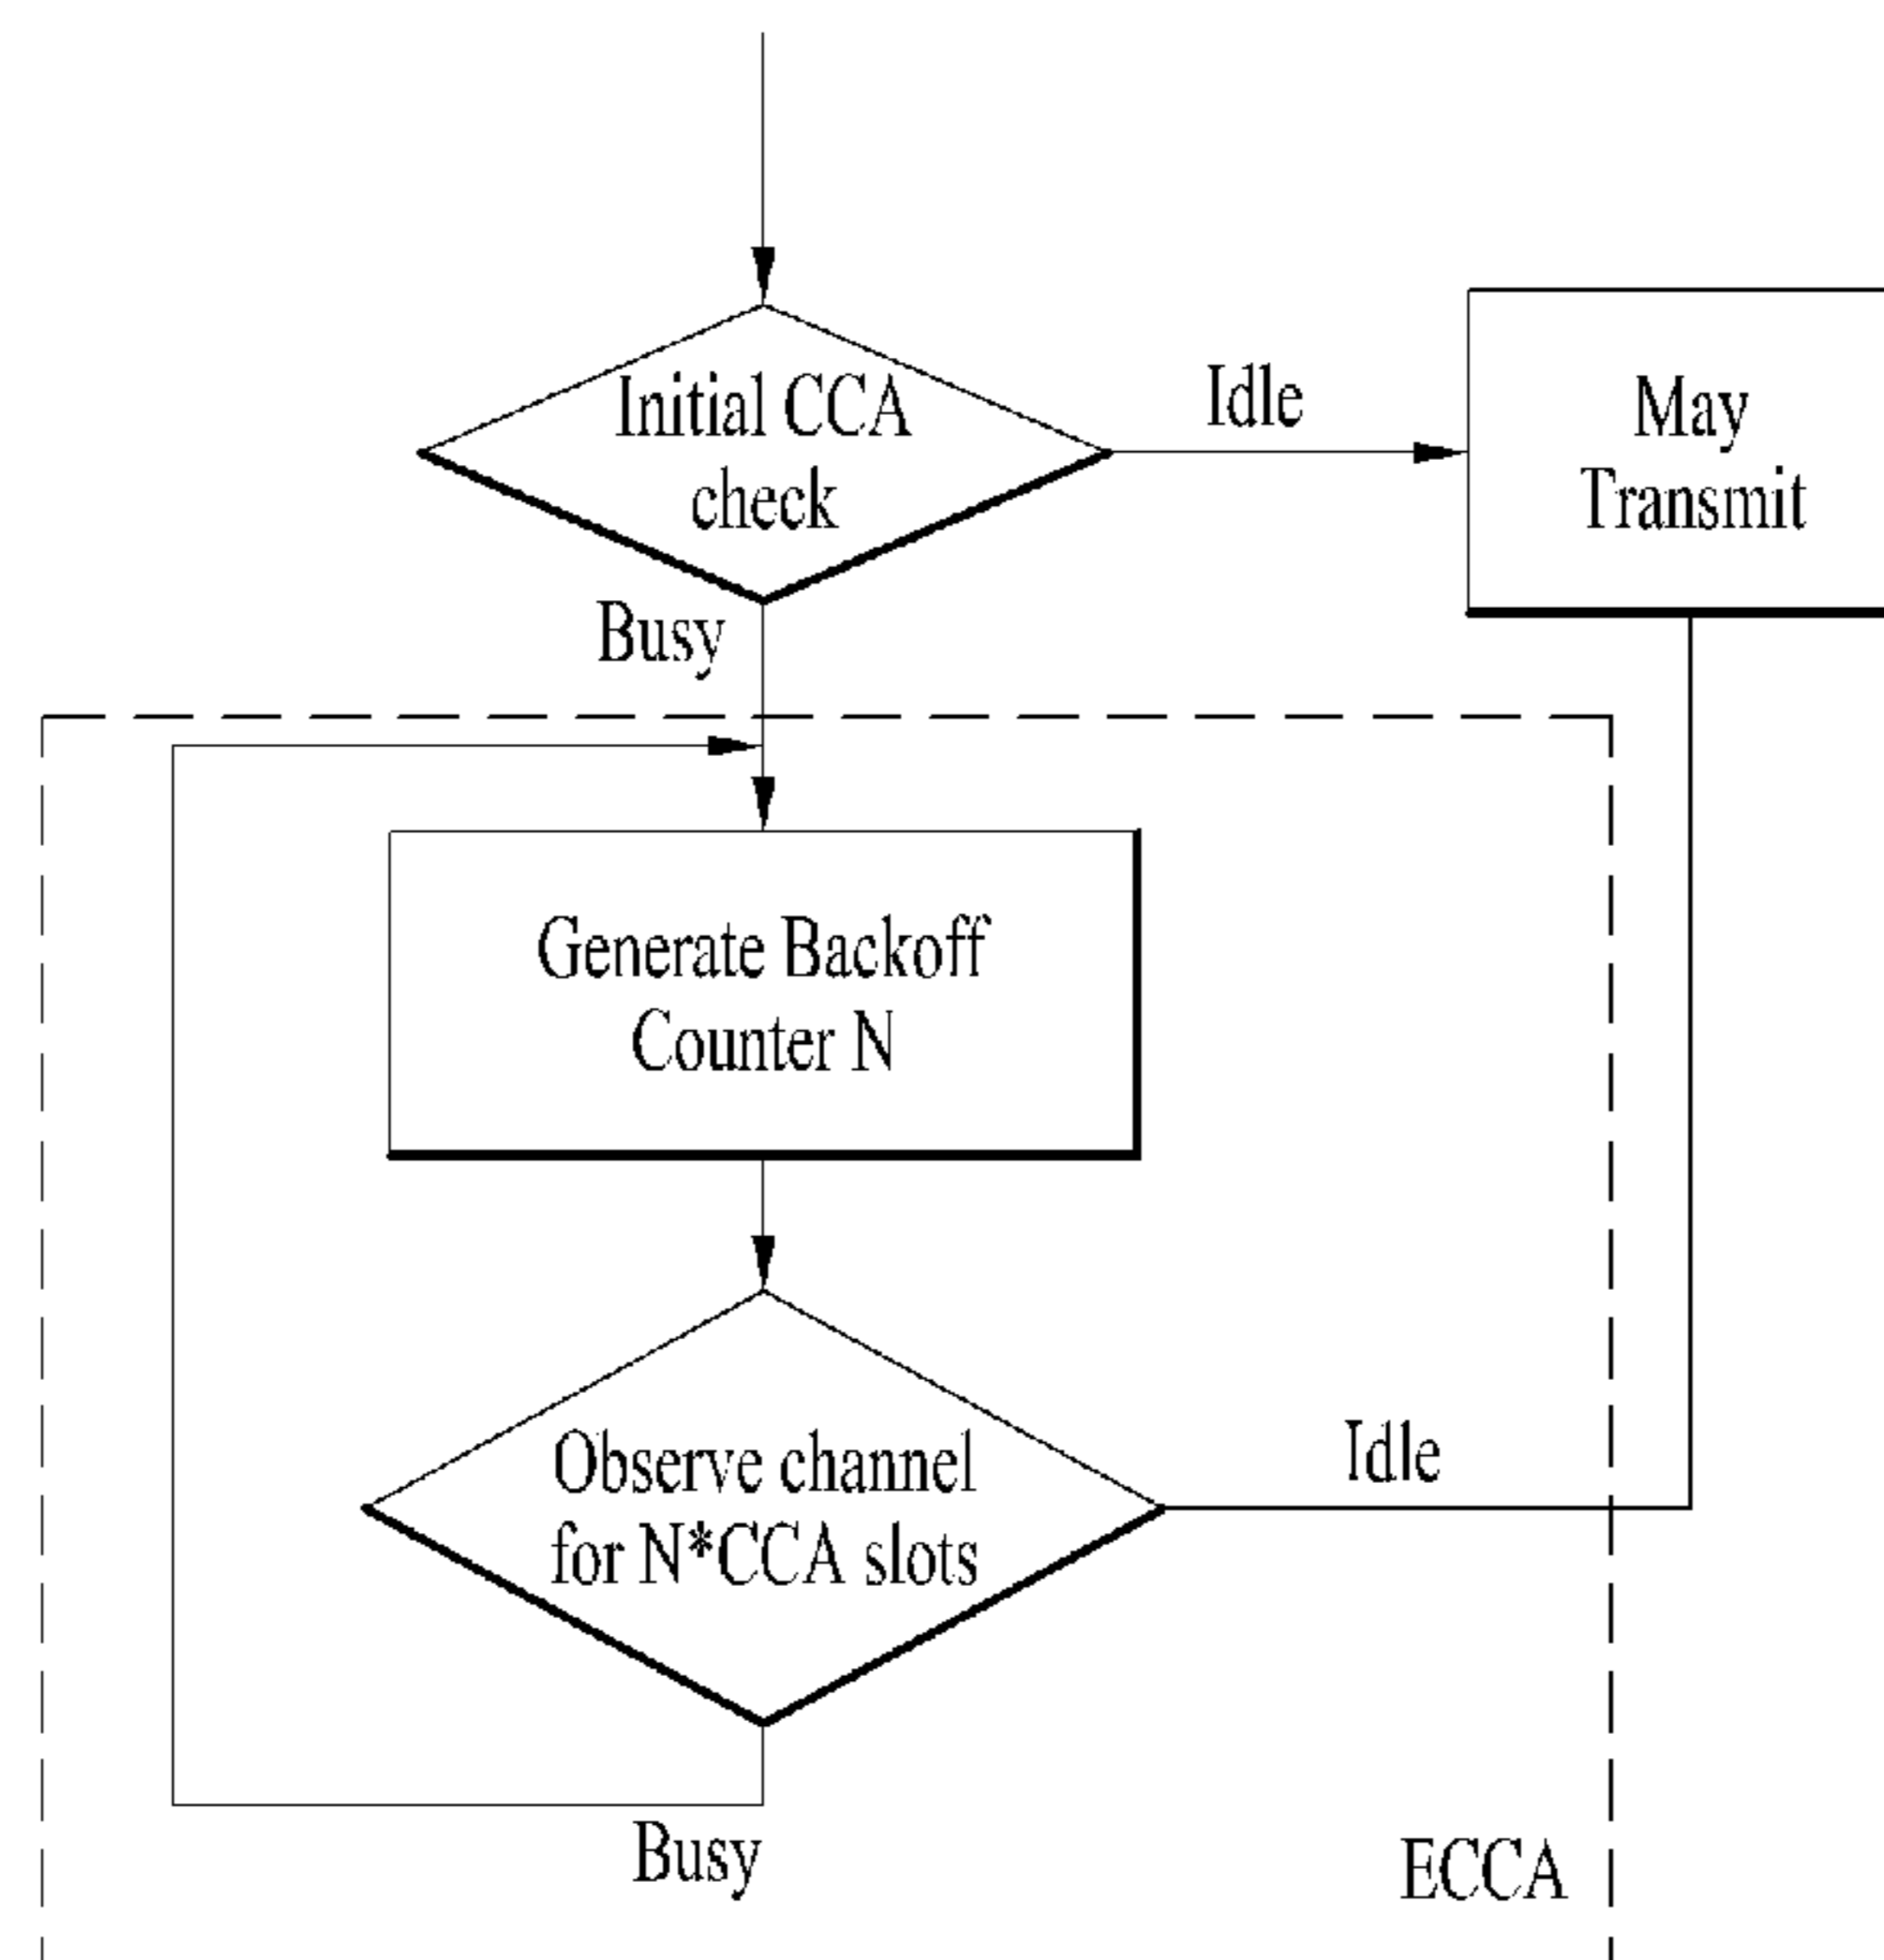 Initial CCA
check
Idle
May
Transmit
Busy
Generate Backoff
Counter N
Observe channel
for N*CCA slots
Idle
Busy
ECCA